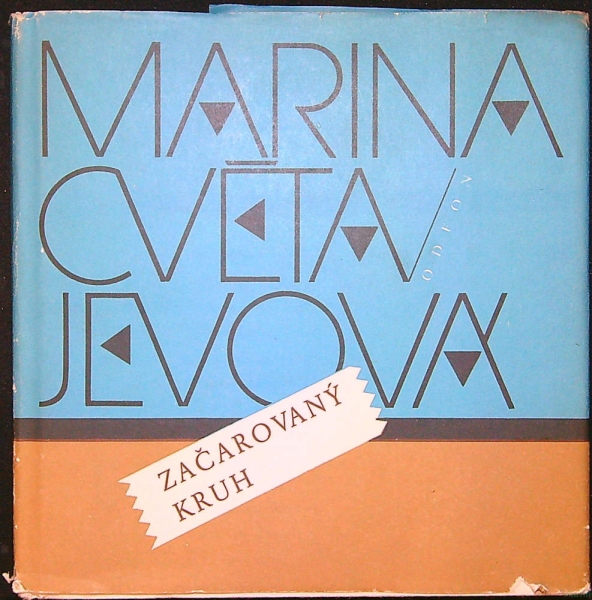 MARINA
CVĚTA/
JEVOVA
ODEON
ZAČAROVANÝ
KRUH